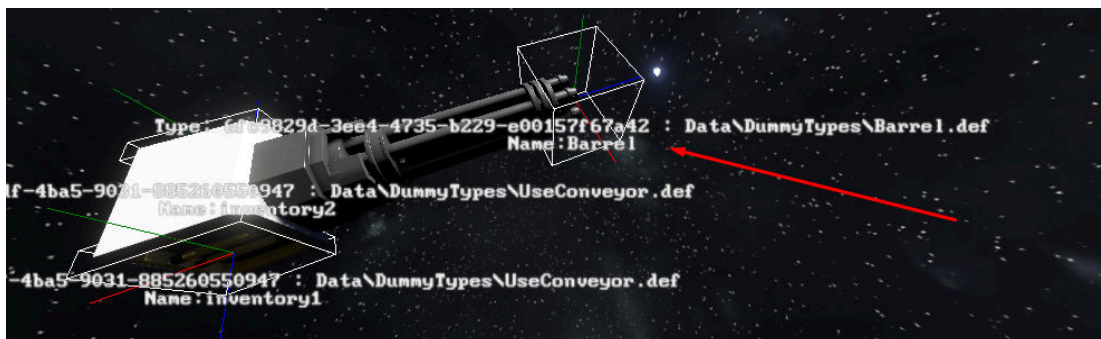 Type: 6fe9829d-3ee4-4735-b229-e00157f67a42 : Data\DummyTypes\Barrel.def
Name:Barrel
df-4ba5-9031-885260550947 : Data\DummyTypes\UseConveyor.def
Name:inventory2
-4ba5-9031-885260550947 : Data\DummyTypes\UseConveyor.def
Name:inventory1